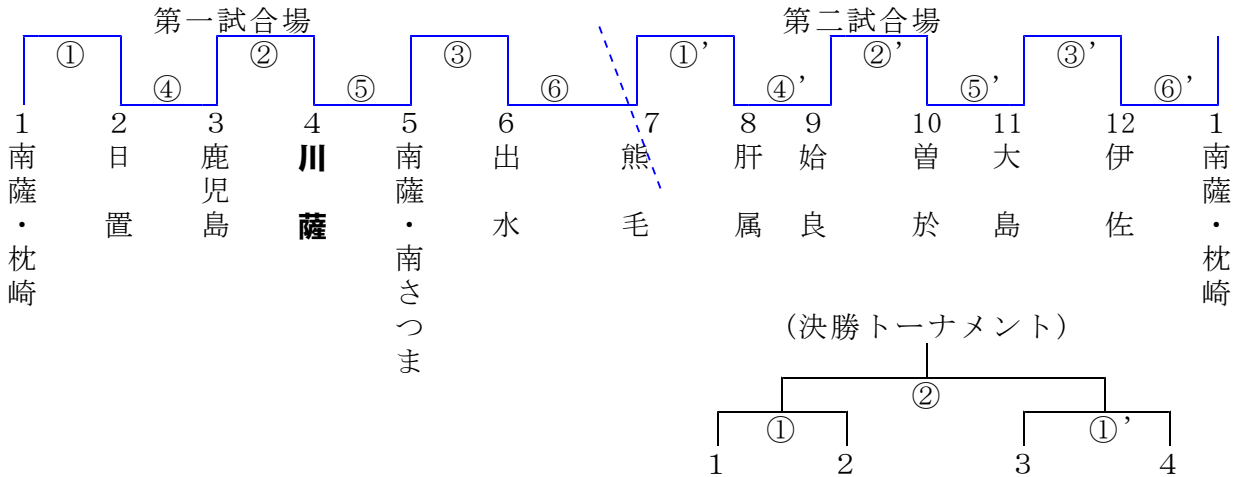 第一試合場
第二試合場
① ② ③ ①’ ②’ ③’
④ ⑤ ⑥ ④’ ⑤’ ⑥’
1 2 3 4 5 6 7 8 9 10 11 12 1
南薩・枕崎
日置
鹿児島
川薩
南薩・南さつま
出水
熊毛
肝属
姶良
曽於
大島
伊佐
南薩・枕崎
(決勝トーナメント)
②
① ①’
1 2 3 4